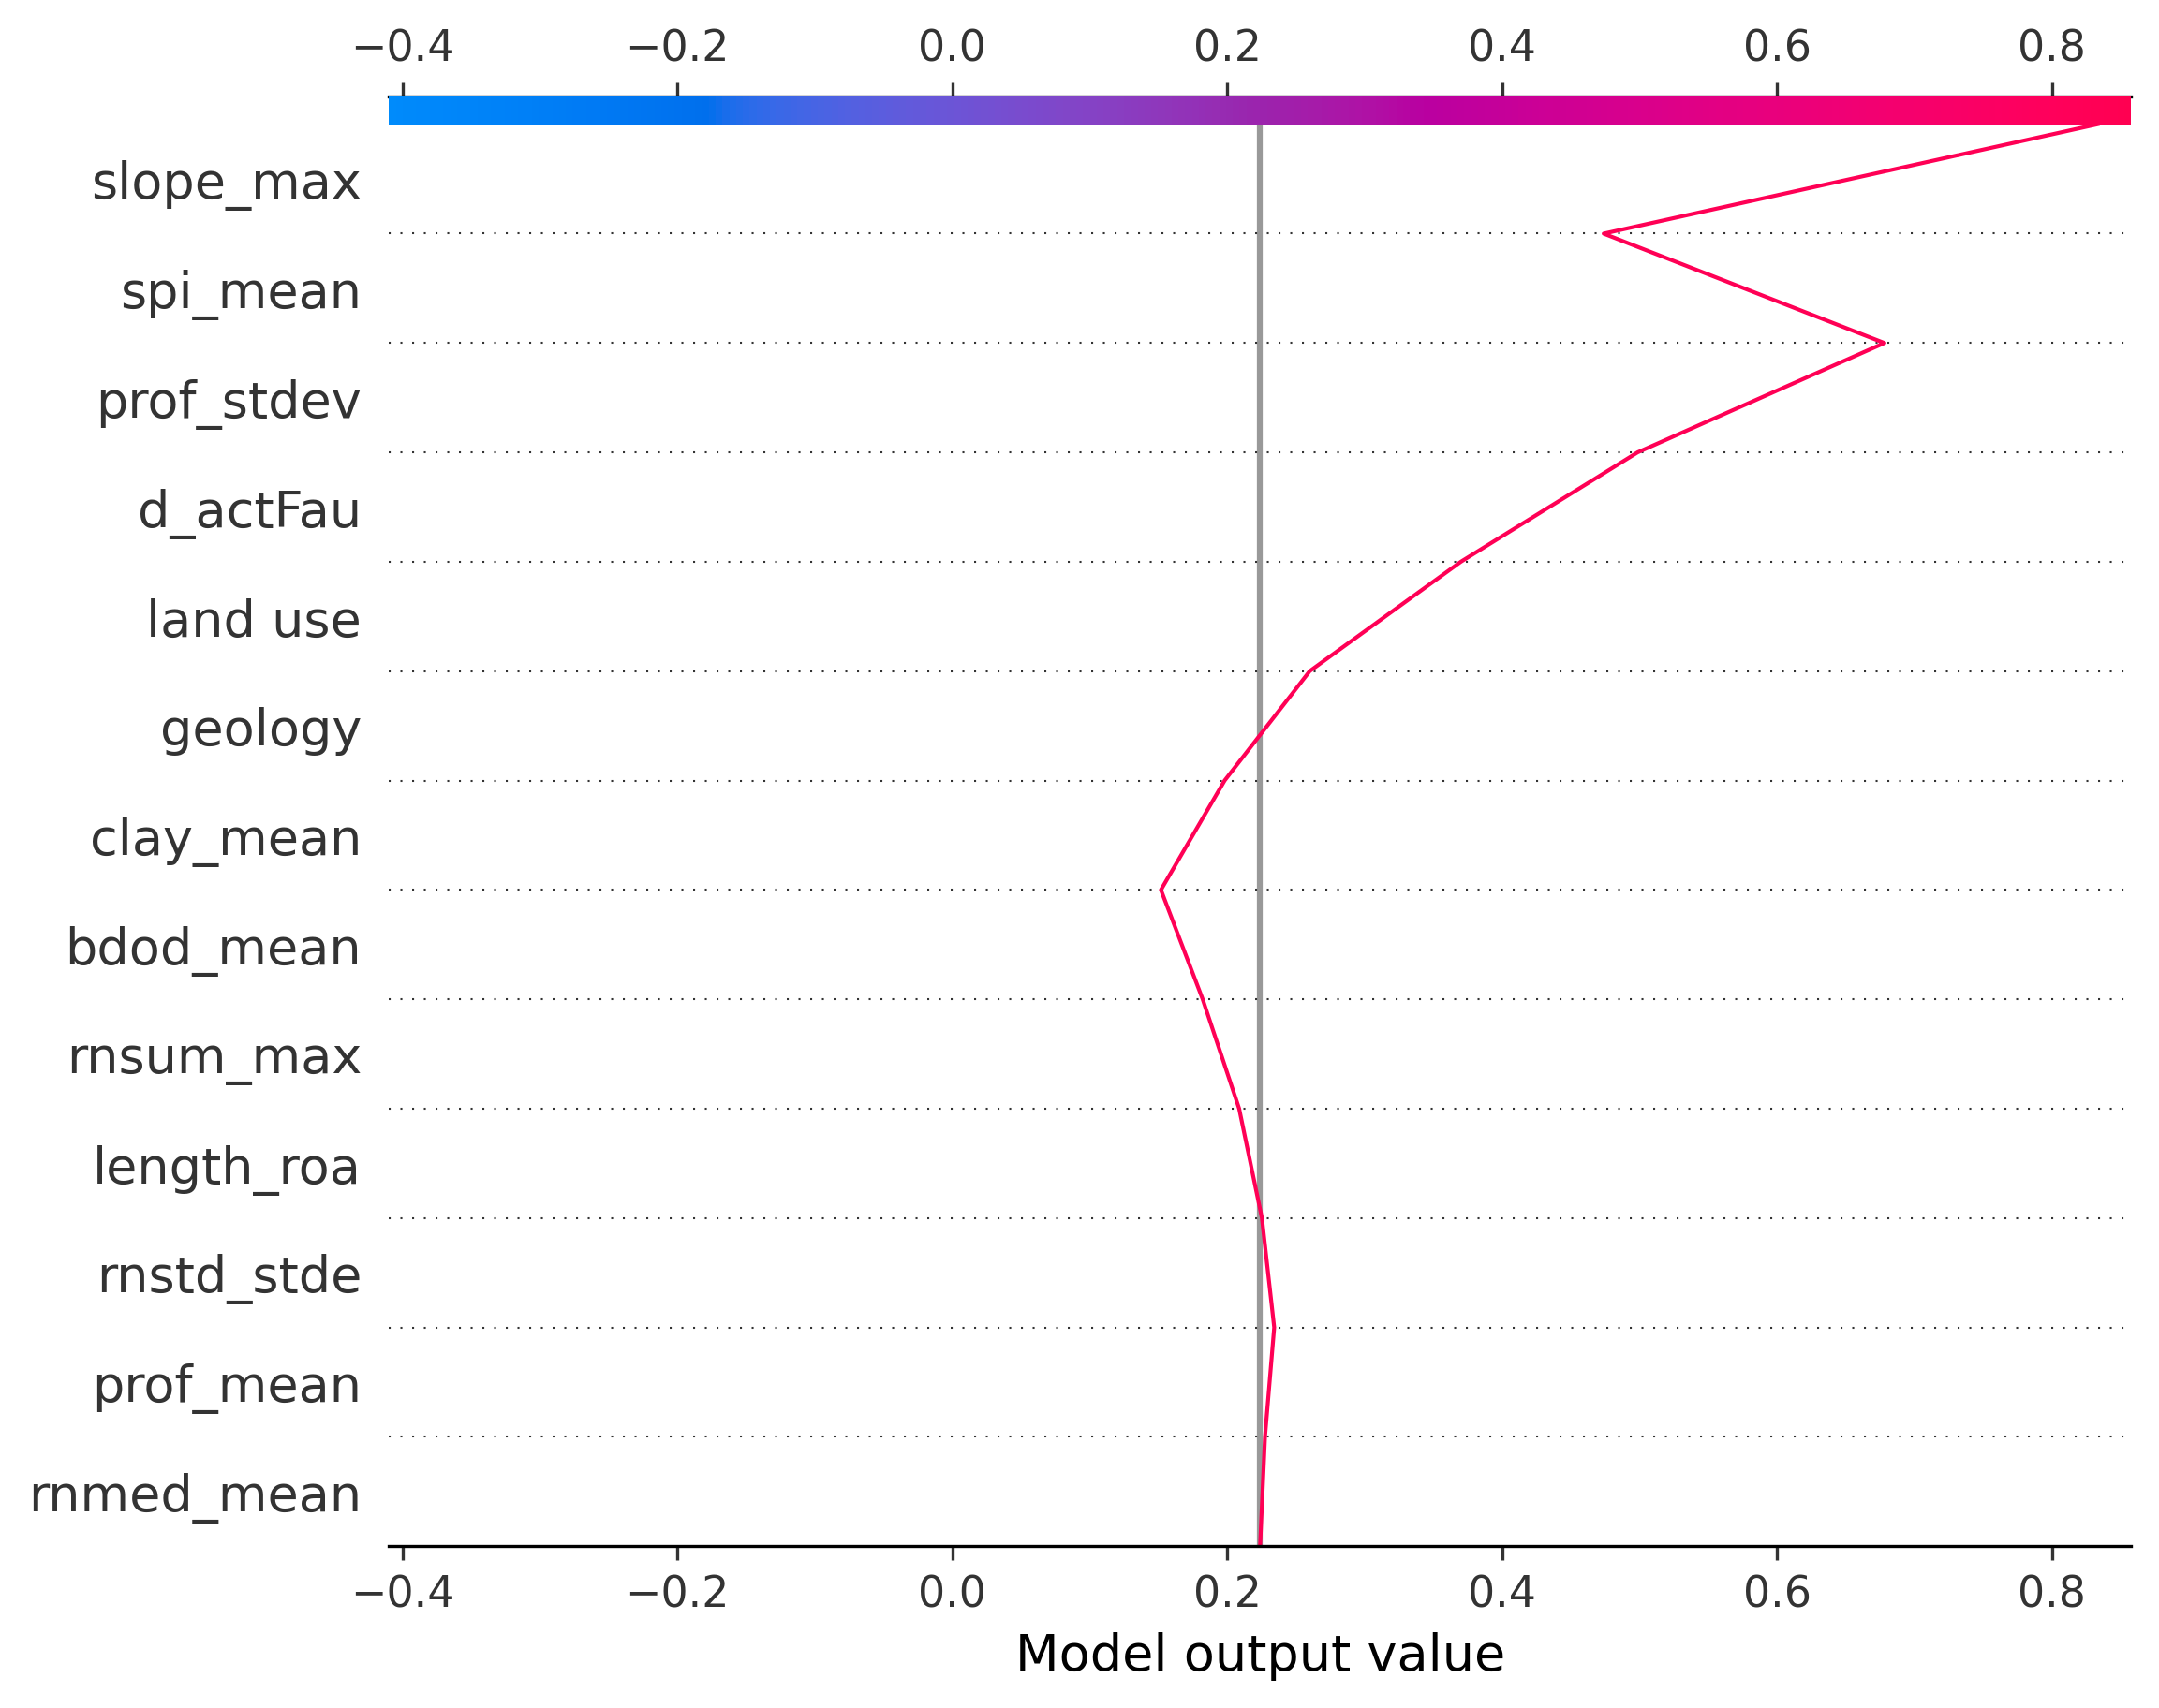 −0.4 −0.2 0.0 0.2 0.4 0.6 0.8
slope_max
spi_mean
prof_stdev
d_actFau
land use
geology
clay_mean
bdod_mean
rnsum_max
length_roa
rnstd_stde
prof_mean
rnmed_mean
−0.4 −0.2 0.0 0.2 0.4 0.6 0.8
Model output value